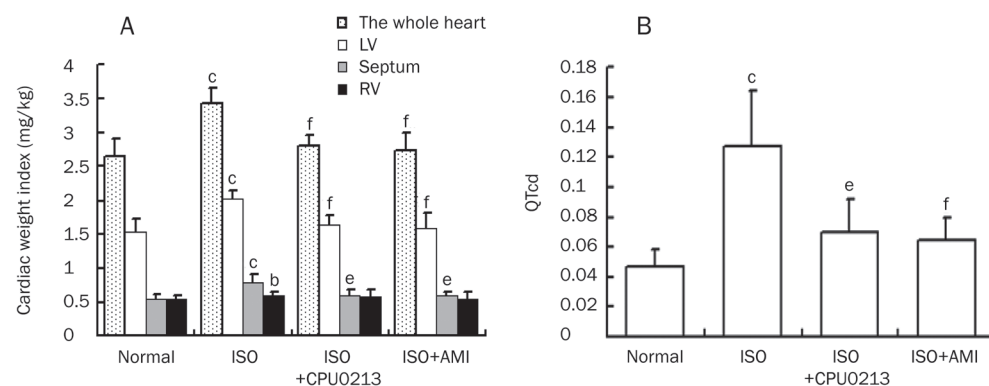 A
The whole heart
LV
Septum
RV
Cardiac weight index (mg/kg)
4
3.5
3
2.5
2
1.5
1
0.5
0
c
c
c
b
f
f
e
f
f
e
Normal
ISO
ISO
+CPU0213
ISO+AMI
B
QTcd
0.18
0.16
0.14
0.12
0.1
0.08
0.06
0.04
0.02
0
c
e
f
Normal
ISO
ISO
+CPU0213
ISO+AMI